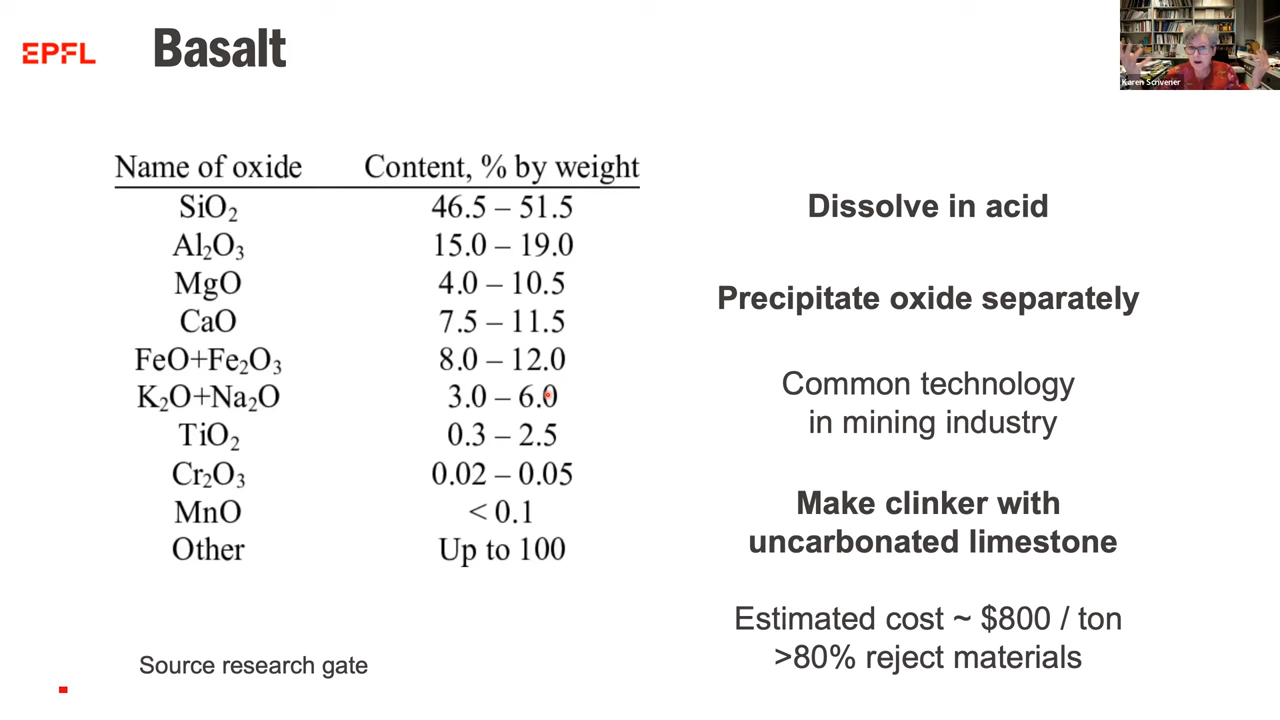 EPFL
Basalt
Karen Scrivener
Name of oxide Content, % by weight
SiO₂ 46.5 – 51.5
Al₂O₃ 15.0 – 19.0
MgO 4.0 – 10.5
CaO 7.5 – 11.5
FeO+Fe₂O₃ 8.0 – 12.0
K₂O+Na₂O 3.0 – 6.0
TiO₂ 0.3 – 2.5
Cr₂O₃ 0.02 – 0.05
MnO < 0.1
Other Up to 100
Source research gate
Dissolve in acid
Precipitate oxide separately
Common technology
in mining industry
Make clinker with
uncarbonated limestone
Estimated cost ~ $800 / ton
>80% reject materials